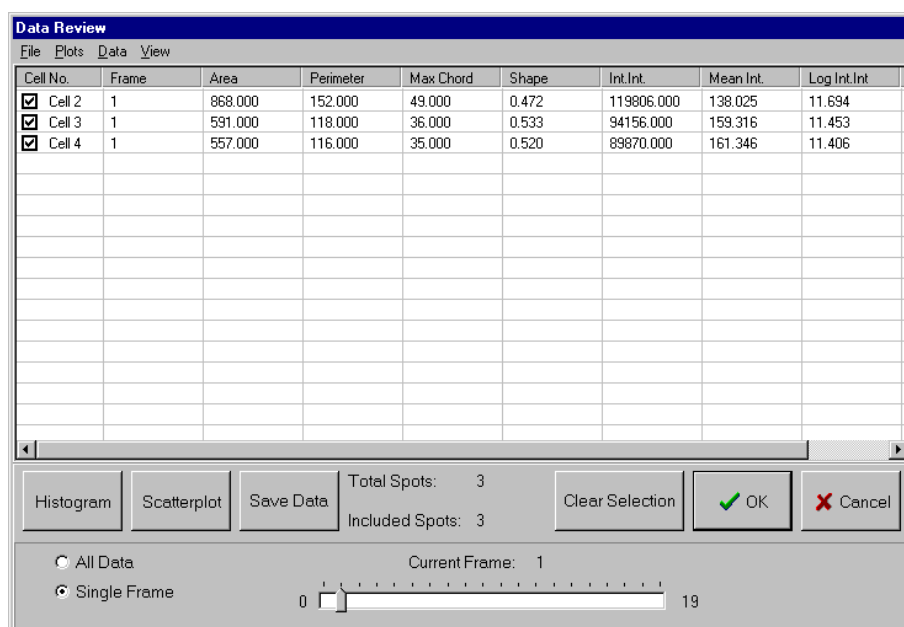 Data Review
File Plots Data View
Cell No. Frame Area Perimeter Max Chord Shape Int.Int. Mean Int. Log Int.Int
Cell 2 1 868.000 152.000 49.000 0.472 119806.000 138.025 11.694
Cell 3 1 591.000 118.000 36.000 0.533 94156.000 159.316 11.453
Cell 4 1 557.000 116.000 35.000 0.520 89870.000 161.346 11.406
Histogram Scatterplot Save Data Total Spots: 3 Clear Selection OK Cancel
Included Spots: 3
All Data Current Frame: 1
Single Frame 0 19